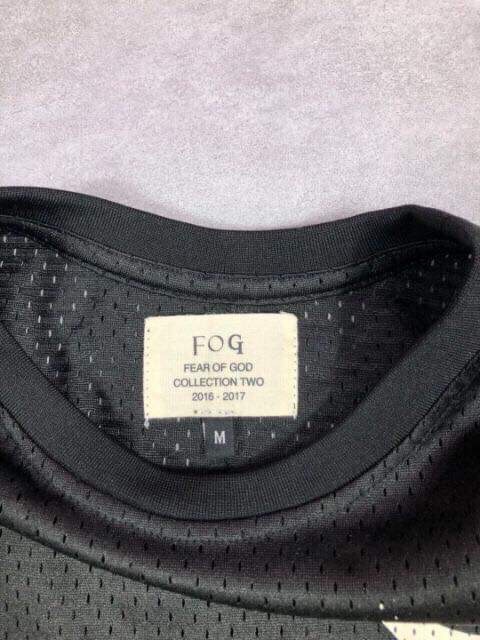 FOG
FEAR OF GOD
COLLECTION TWO
2016 - 2017
M